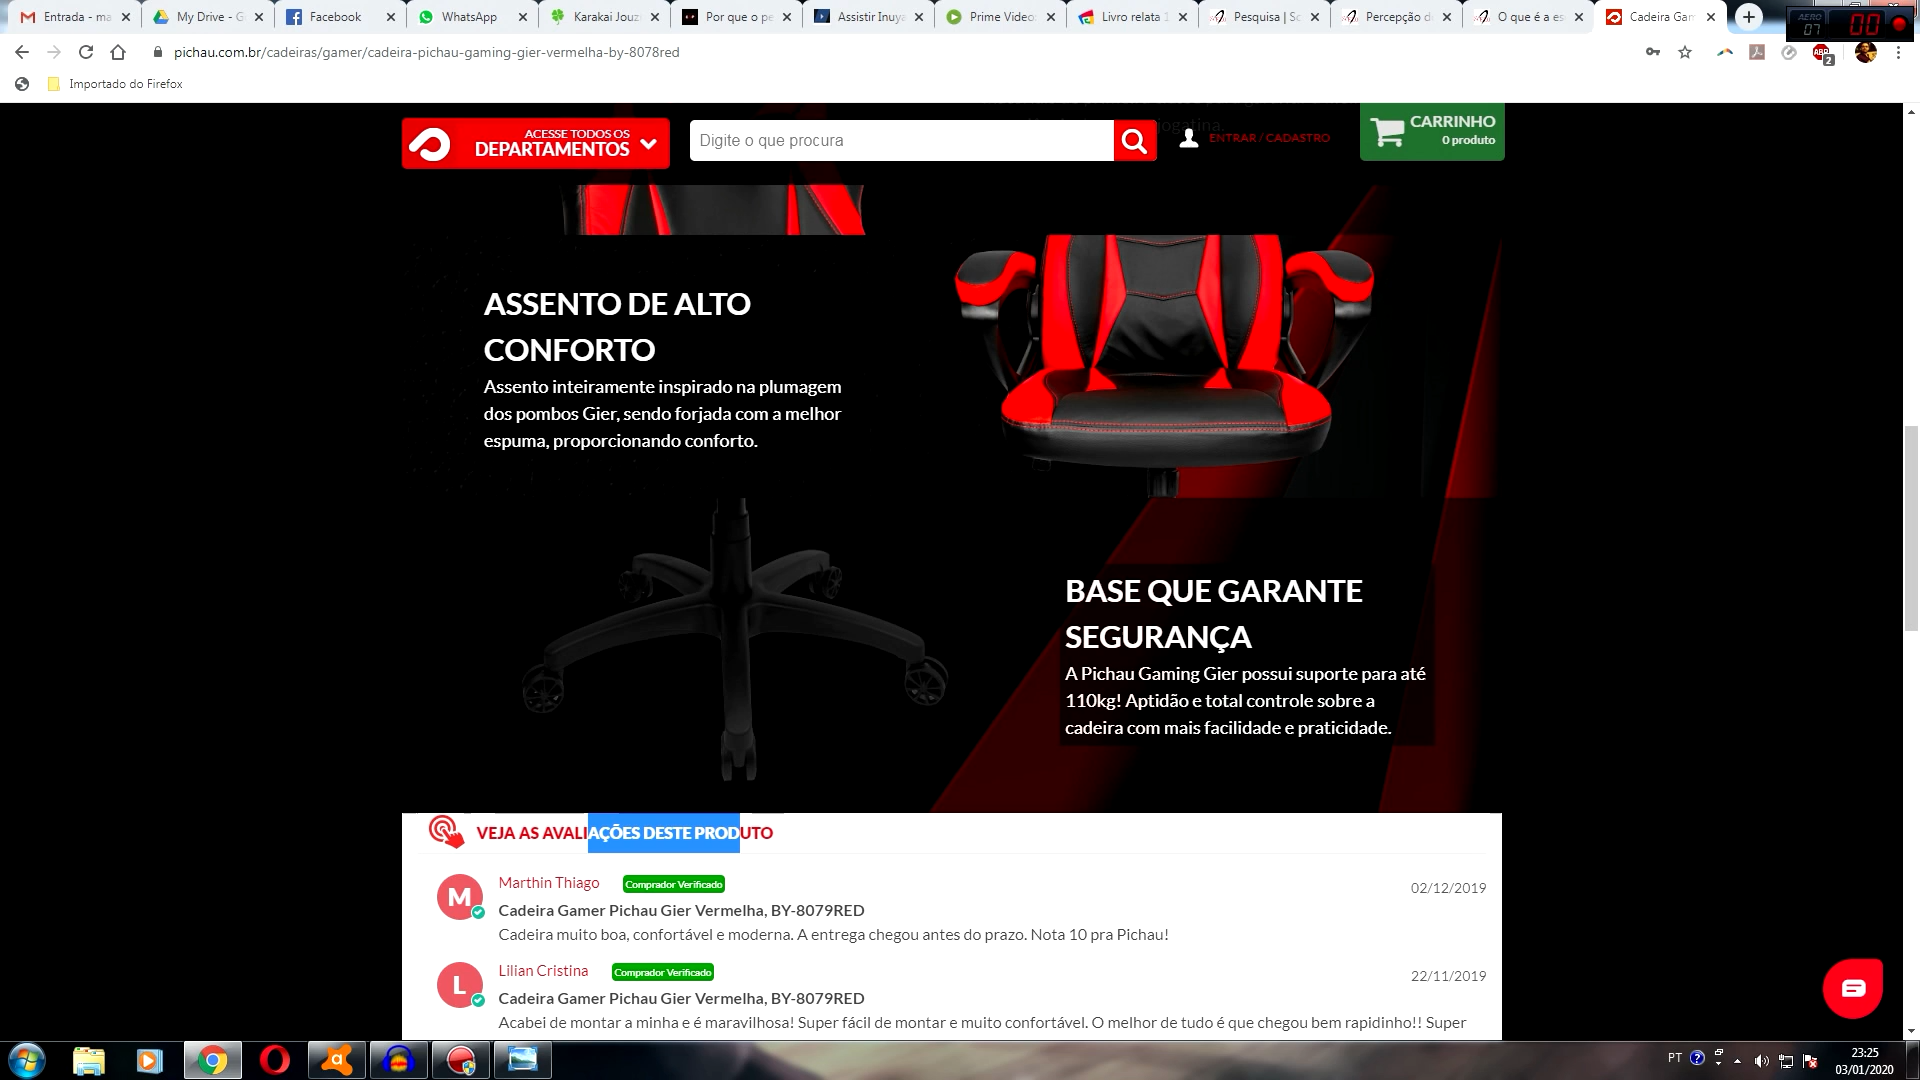 Entrada - ma
My Drive - G
Facebook
WhatsApp
Karakai Jouz
Por que o pe
Assistir Inuya
Prime Video:
Livro relata 1
Pesquisa | Sc
Percepção d
O que é a es
Cadeira Gam
pichau.com.br/cadeiras/gamer/cadeira-pichau-gaming-gier-vermelha-by-8078red
Importado do Firefox
ACESSE TODOS OS
DEPARTAMENTOS
Digite o que procura
jogatina.
ENTRAR / CADASTRO
CARRINHO
0 produto
ASSENTO DE ALTO
CONFORTO
Assento inteiramente inspirado na plumagem
dos pombos Gier, sendo forjada com a melhor
espuma, proporcionando conforto.
BASE QUE GARANTE
SEGURANÇA
A Pichau Gaming Gier possui suporte para até
110kg! Aptidão e total controle sobre a
cadeira com mais facilidade e praticidade.
VEJA AS AVALIAÇÕES DESTE PRODUTO
M
Marthin Thiago
Comprador Verificado
02/12/2019
Cadeira Gamer Pichau Gier Vermelha, BY-8079RED
Cadeira muito boa, confortável e moderna. A entrega chegou antes do prazo. Nota 10 pra Pichau!
L
Lilian Cristina
Comprador Verificado
22/11/2019
Cadeira Gamer Pichau Gier Vermelha, BY-8079RED
Acabei de montar a minha e é maravilhosa! Super fácil de montar e muito confortável. O melhor de tudo é que chegou bem rapidinho!! Super
PT
23:25
03/01/2020
AERO
07
00
ABP
2